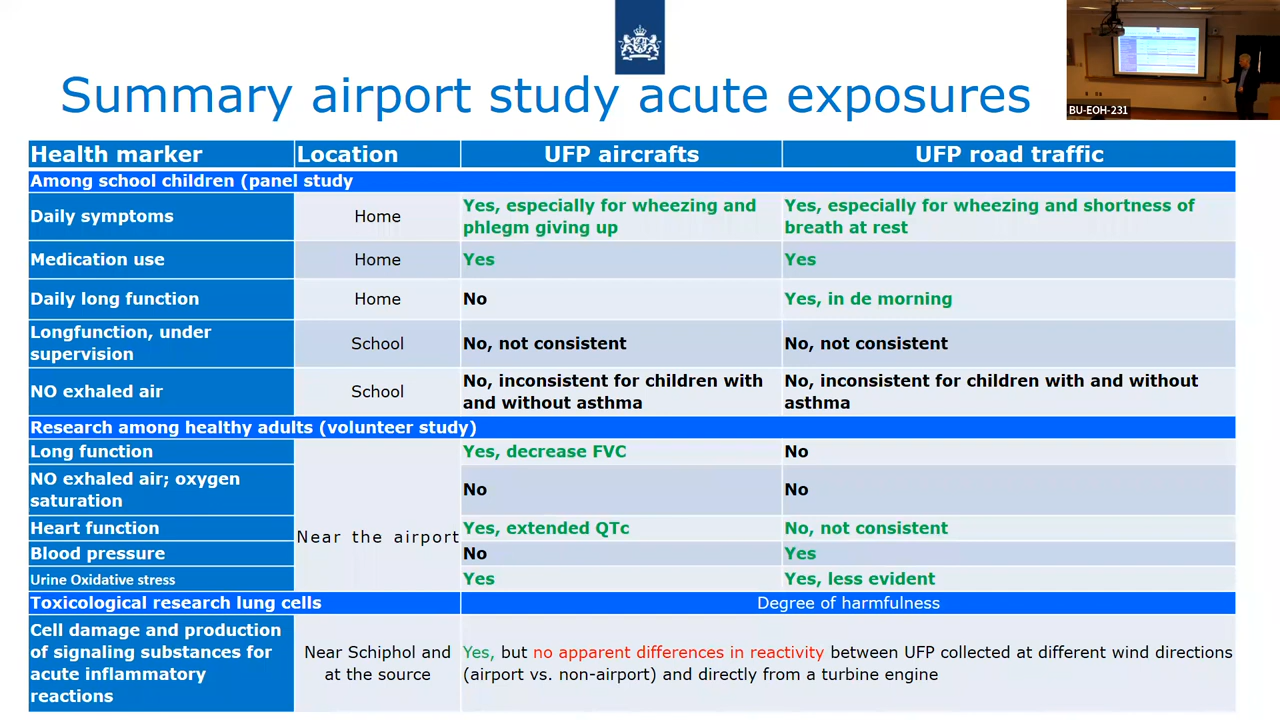 Summary airport study acute exposures
BU-EOH-231
Health marker Location UFP aircrafts UFP road traffic
Among school children (panel study
Daily symptoms Home Yes, especially for wheezing and phlegm giving up Yes, especially for wheezing and shortness of breath at rest
Medication use Home Yes Yes
Daily long function Home No Yes, in de morning
Longfunction, under supervision School No, not consistent No, not consistent
NO exhaled air School No, inconsistent for children with and without asthma No, inconsistent for children with and without asthma
Research among healthy adults (volunteer study)
Long function Yes, decrease FVC No
NO exhaled air; oxygen saturation No No
Near the airport
Heart function Yes, extended QTc No, not consistent
Blood pressure No Yes
Urine Oxidative stress Yes Yes, less evident
Toxicological research lung cells Degree of harmfulness
Cell damage and production of signaling substances for acute inflammatory reactions Near Schiphol and at the source Yes, but no apparent differences in reactivity between UFP collected at different wind directions (airport vs. non-airport) and directly from a turbine engine